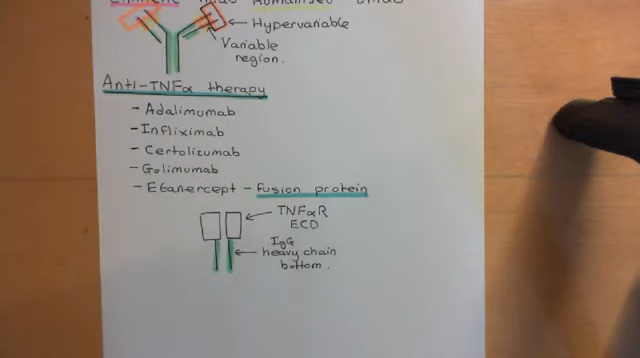 Hypervariable
Variable
region.
Anti-TNFα therapy
- Adalimumab
- Infliximab
- Certolizumab
- Golimumab
- Etanercept - fusion protein
TNFαR
ECD
IgG
heavy chain
bottom.